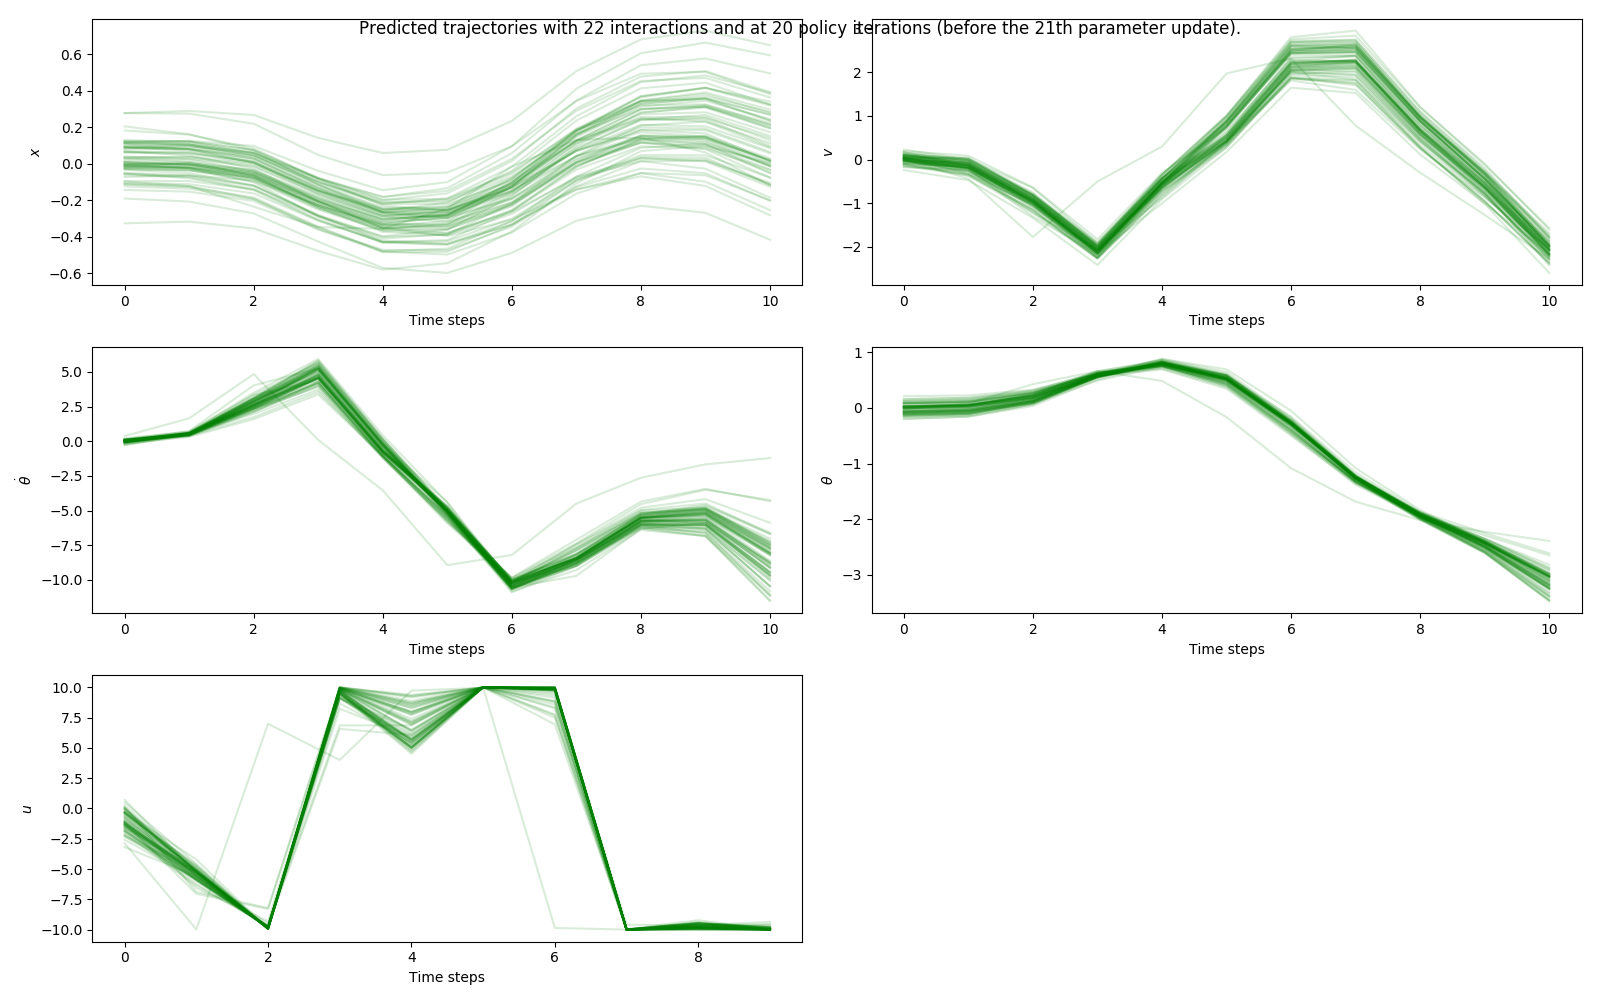 Predicted trajectories with 22 interactions and at 20 policy iterations (before the 21th parameter update).
0.6
0.4
0.2
0.0
−0.2
−0.4
−0.6
x
0 2 4 6 8 10
Time steps
3
2
1
0
−1
−2
v
0 2 4 6 8 10
Time steps
5.0
2.5
0.0
−2.5
−5.0
−7.5
−10.0
θ̇
0 2 4 6 8 10
Time steps
1
0
−1
−2
−3
θ
0 2 4 6 8 10
Time steps
10.0
7.5
5.0
2.5
0.0
−2.5
−5.0
−7.5
−10.0
u
0 2 4 6 8
Time steps